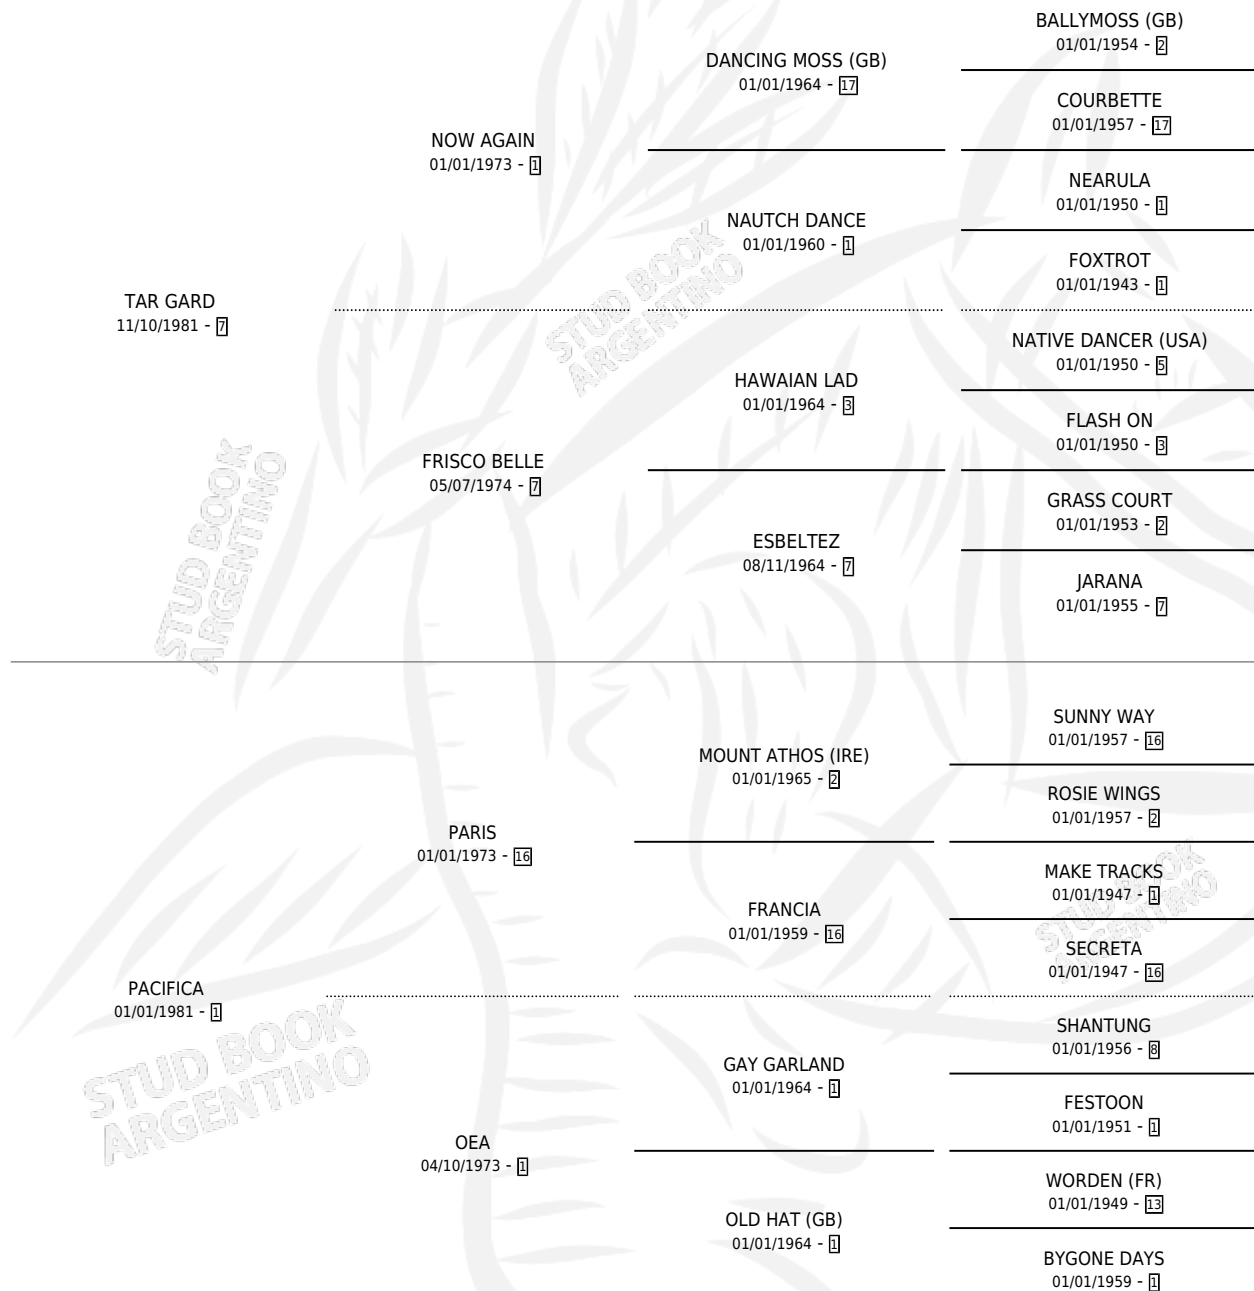 BALLYMOSS (GB)
01/01/1954 - 2
DANCING MOSS (GB)
01/01/1964 - 17
COURBETTE
01/01/1957 - 17
NOW AGAIN
01/01/1973 - 1
NEARULA
01/01/1950 - 1
NAUTCH DANCE
01/01/1960 - 1
FOXTROT
01/01/1943 - 1
TAR GARD
11/10/1981 - 7
NATIVE DANCER (USA)
01/01/1950 - 5
HAWAIAN LAD
01/01/1964 - 3
FLASH ON
01/01/1950 - 3
FRISCO BELLE
05/07/1974 - 7
GRASS COURT
01/01/1953 - 2
ESBELTEZ
08/11/1964 - 7
JARANA
01/01/1955 - 7
SUNNY WAY
01/01/1957 - 16
MOUNT ATHOS (IRE)
01/01/1965 - 2
ROSIE WINGS
01/01/1957 - 2
PARIS
01/01/1973 - 16
MAKE TRACKS
01/01/1947 - 1
FRANCIA
01/01/1959 - 16
SECRETA
01/01/1947 - 16
PACIFICA
01/01/1981 - 1
SHANTUNG
01/01/1956 - 8
GAY GARLAND
01/01/1964 - 1
FESTOON
01/01/1951 - 1
OEA
04/10/1973 - 1
WORDEN (FR)
01/01/1949 - 13
OLD HAT (GB)
01/01/1964 - 1
BYGONE DAYS
01/01/1959 - 1
STUD BOOK
ARGENTINO
STUD BOOK
ARGENTINO
STUD BOOK
ARGENTINO
STUD BOOK
ARGENTINO